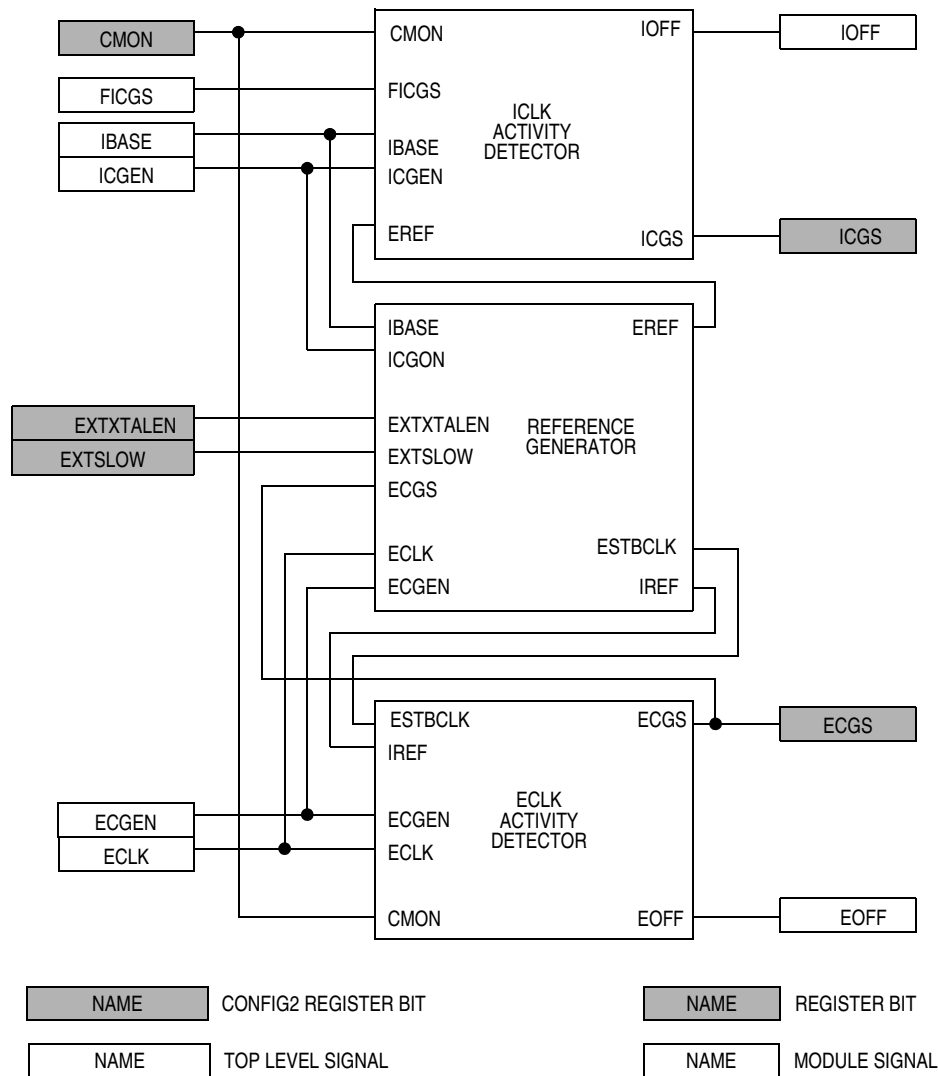 CMON
FICGS
IBASE
ICGEN
CMON
IOFF
FICGS
ICLK
ACTIVITY
DETECTOR
IBASE
ICGEN
EREF
ICGS
IOFF
ICGS
IBASE
EREF
ICGON
EXTXTALEN
EXTSLOW
EXTXTALEN
REFERENCE
GENERATOR
EXTSLOW
ECGS
ECLK
ESTBCLK
ECGEN
IREF
ESTBCLK
ECGS
IREF
ECGS
ECGEN
ECLK
ECLK
ACTIVITY
DETECTOR
ECGEN
ECLK
CMON
EOFF
EOFF
NAME CONFIG2 REGISTER BIT
NAME REGISTER BIT
NAME TOP LEVEL SIGNAL
NAME MODULE SIGNAL